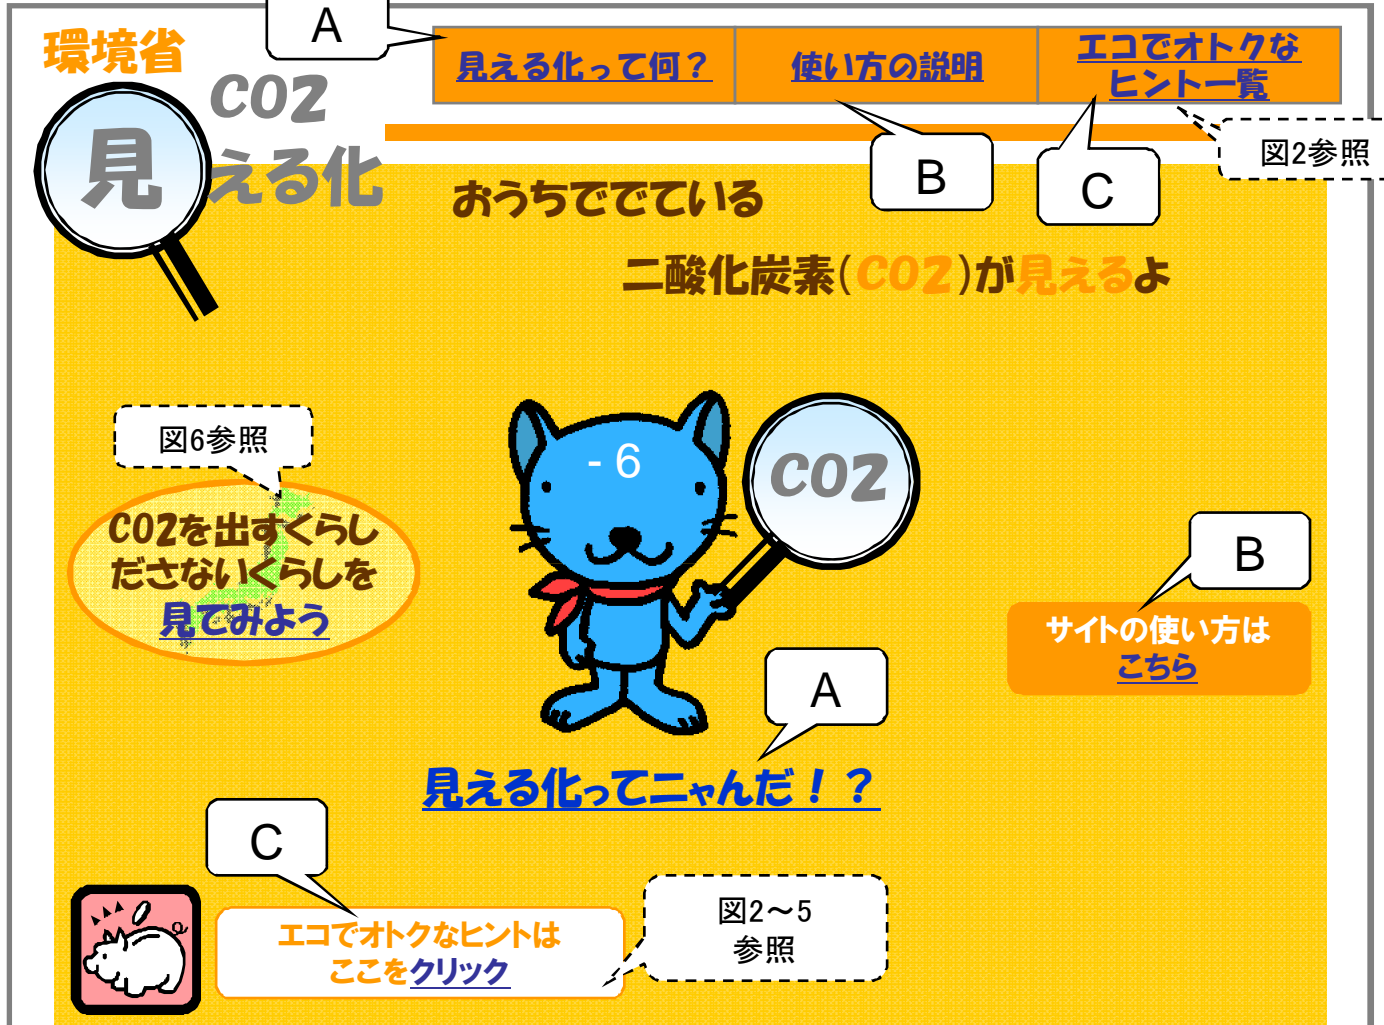 A
環境省
見えるって何？
使い方の説明
エコでオトクな
ヒント一覧
CO2
見える化
B
C
図2参照
おうちででている
二酸化炭素(CO2)が見えるよ
図6参照
- 6
CO2
CO2を出すくらし
ださないくらしを
見てみよう
B
サイトの使い方は
こちら
A
見える化ってニャんだ！？
C
図2～5
参照
エコでオトクなヒントは
ここをクリック